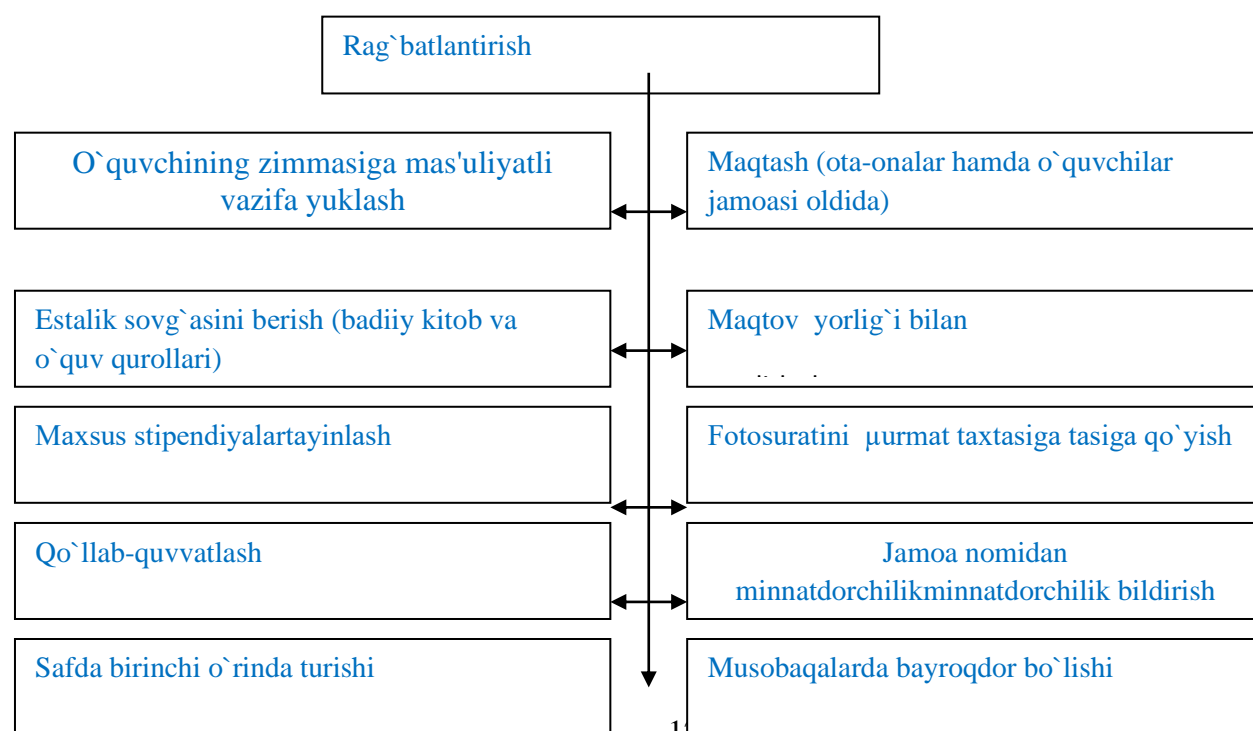 Rag`batlantirish
O`quvchining zimmasiga mas'uliyatli
vazifa yuklash
Maqtash (ota-onalar hamda o`quvchilar
jamoasi oldida)
Estalik sovg`asini berish (badiiy kitob va
o`quv qurollari)
Maqtov yorlig`i bilan
Maxsus stipendiyalartayinlash
Fotosuratini µurmat taxtasiga tasiga qo`yish
Qo`llab-quvvatlash
Jamoa nomidan
minnatdorchilikminnatdorchilik bildirish
Safda birinchi o`rinda turishi
Musobaqalarda bayroqdor bo`lishi